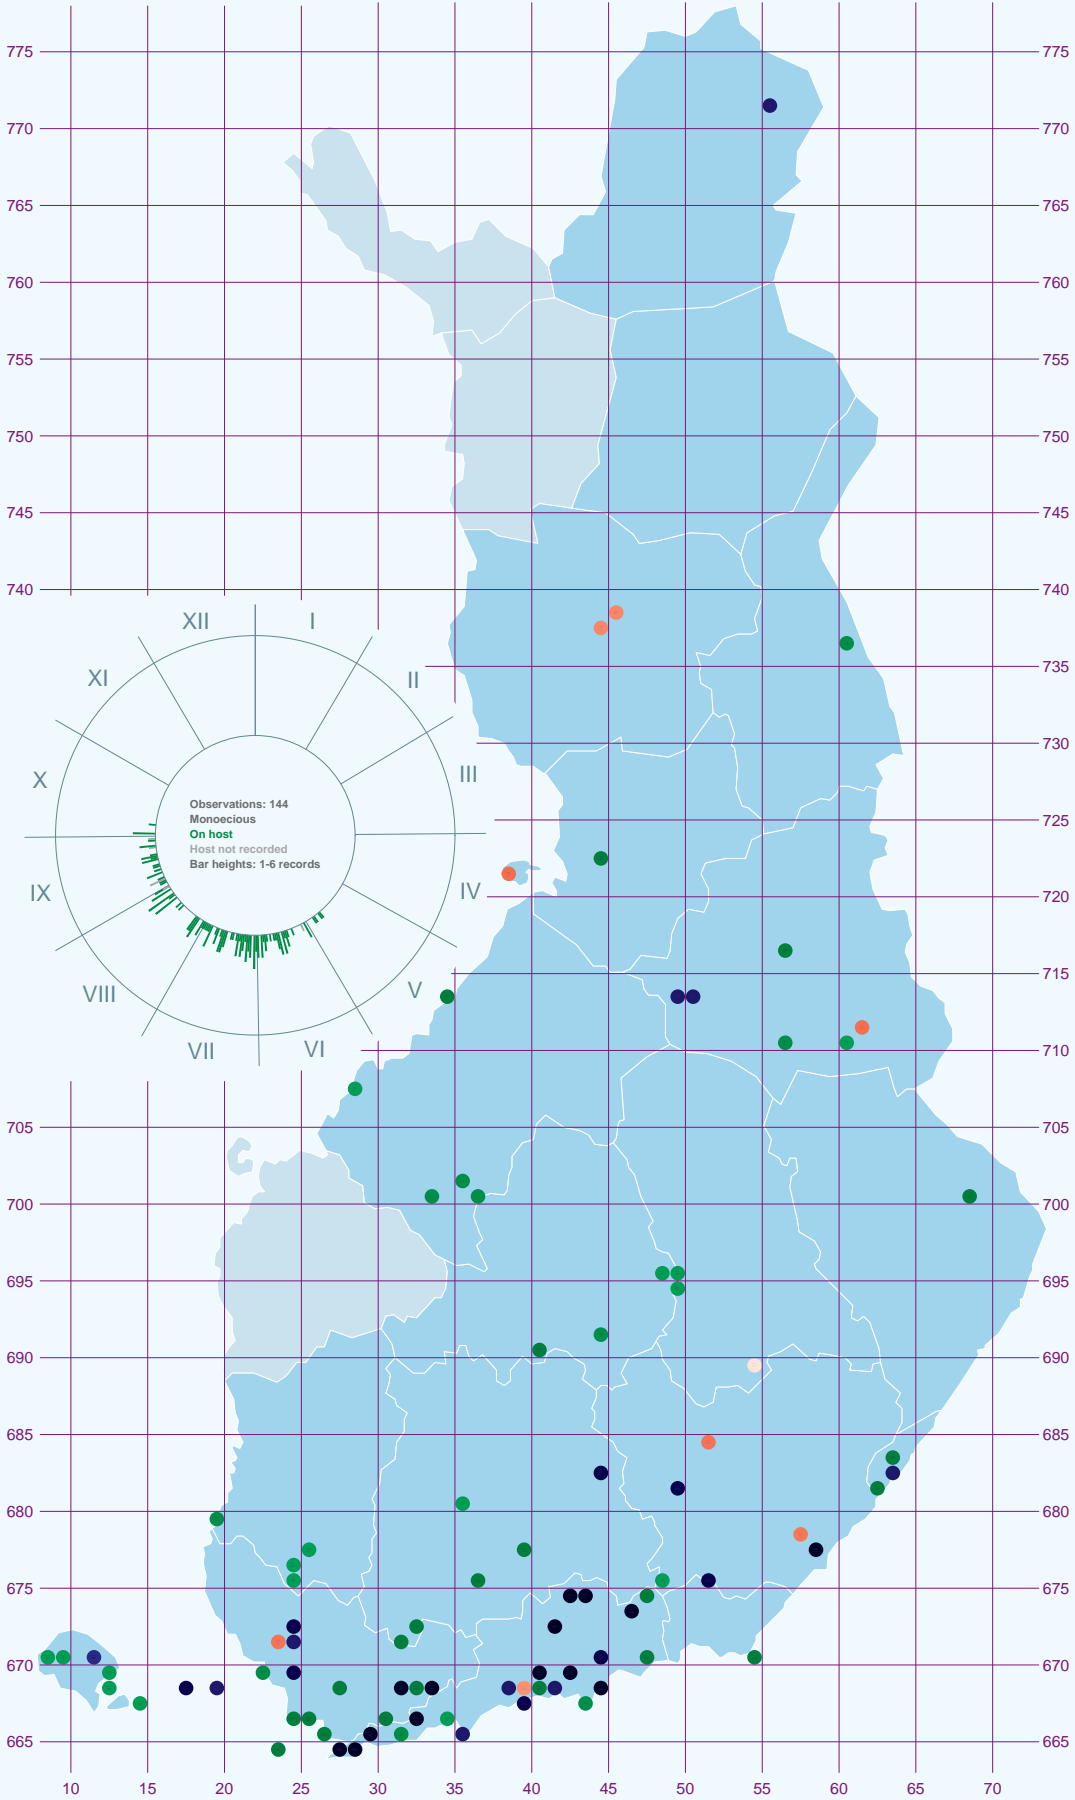 775 775
770 770
765 765
760 760
755 755
750 750
745 745
740 740
XII I
XI II
735 735
730 730
X III
725 725
Observations: 144
Monoecious
On host
Host not recorded
Bar heights: 1-6 records
IX IV
720 720
715 715
VIII V
VII VI
710 710
705 705
700 700
695 695
690 690
685 685
680 680
675 675
670 670
665 665
10 15 20 25 30 35 40 45 50 55 60 65 70